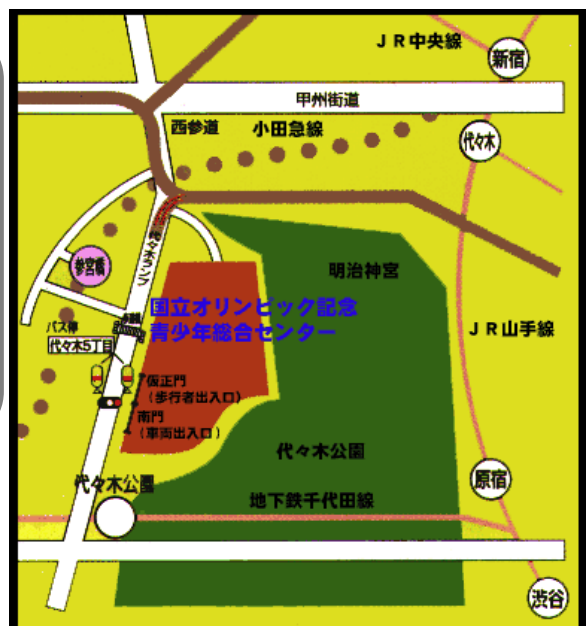 JR中央線
新宿
甲州街道
西参道
小田急線
代々木
代々木ランプ
参宮橋
明治神宮
国立オリンピック記念
青少年総合センター
JR山手線
バス停
代々木5丁目
仮正門
(歩行者出入口)
南門
(車両出入口)
代々木公園
代々木公園
原宿
地下鉄千代田線
渋谷